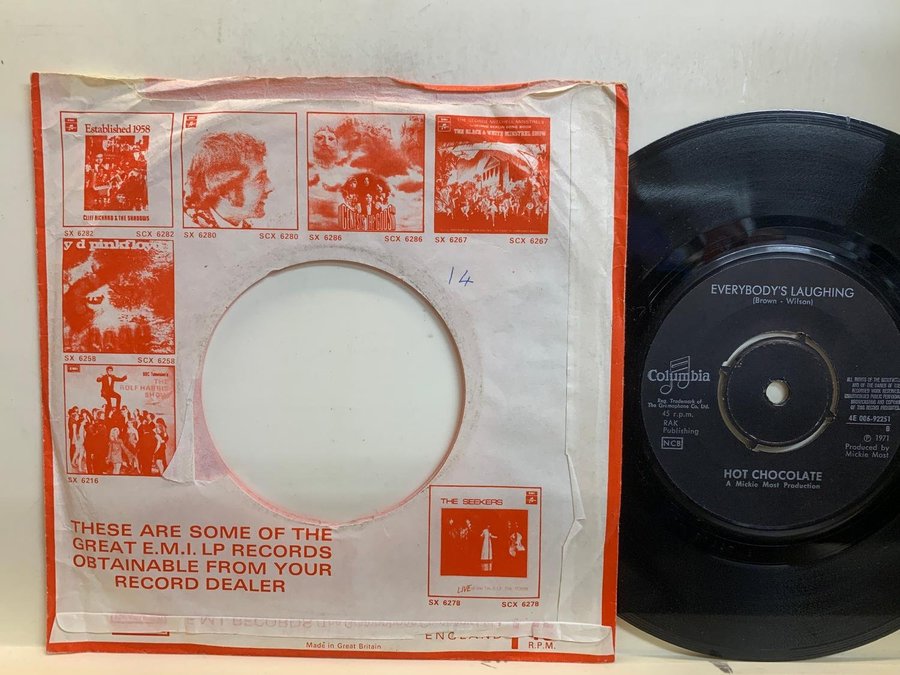 Established 1958
CLIFF RICHARD & THE SHADOWS
SX 6282 SCX 6282
SX 6280 SCX 6280
SX 6286 SCX 6286
THE BLACK & WHITE MINSTREL SHOW
SX 6267 SCX 6267
y d pinkfloyd
SX 6258 SCX 6258
THE
ROLF HARRIS
SHOW
SX 6216
14
THE SEEKERS
LIVE
SX 6278 SCX 6278
THESE ARE SOME OF THE
GREAT E.M.I. LP RECORDS
OBTAINABLE FROM YOUR
RECORD DEALER
E.M.I. RECORDS
ENGLAND
R.P.M.
Made in Great Britain
EVERYBODY'S LAUGHING
(Brown - Wilson)
Columbia
Reg. Trademark of
The Gramophone Co. Ltd.
45 r.p.m.
RAK
Publishing
NCB
4E 006-92251
B
℗ 1971
Produced by
Mickie Most
HOT CHOCOLATE
A Mickie Most Production